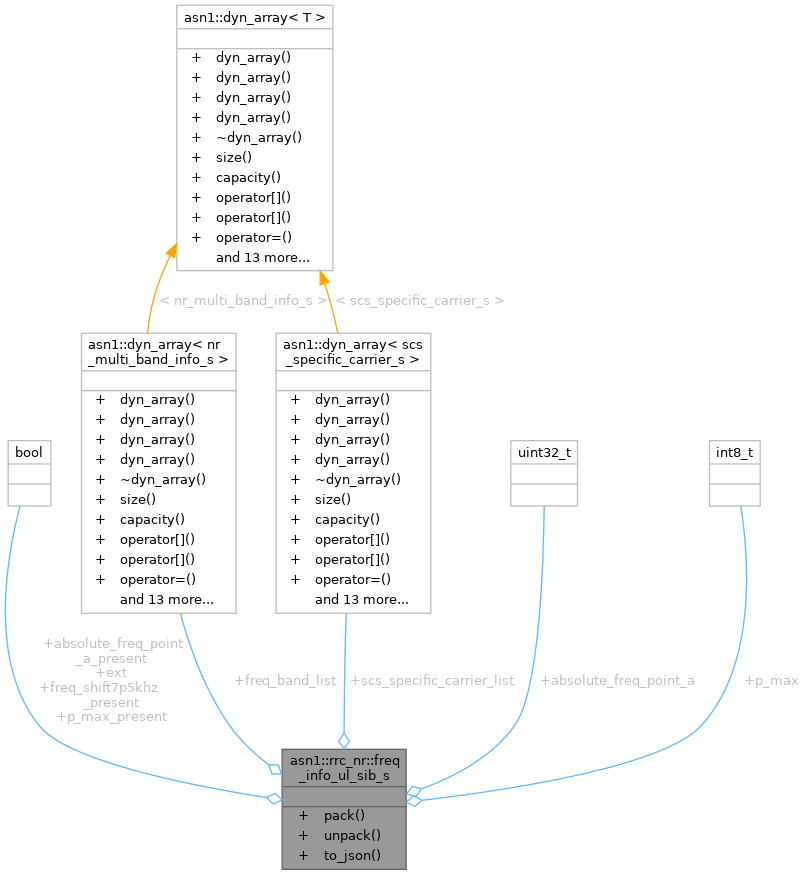 asn1::dyn_array< T >
+ dyn_array()
+ dyn_array()
+ dyn_array()
+ dyn_array()
+ ~dyn_array()
+ size()
+ capacity()
+ operator[]()
+ operator[]()
+ operator=()
and 13 more...
< nr_multi_band_info_s >
< scs_specific_carrier_s >
asn1::dyn_array< nr
_multi_band_info_s >
+ dyn_array()
+ dyn_array()
+ dyn_array()
+ dyn_array()
+ ~dyn_array()
+ size()
+ capacity()
+ operator[]()
+ operator[]()
+ operator=()
and 13 more...
asn1::dyn_array< scs
_specific_carrier_s >
+ dyn_array()
+ dyn_array()
+ dyn_array()
+ dyn_array()
+ ~dyn_array()
+ size()
+ capacity()
+ operator[]()
+ operator[]()
+ operator=()
and 13 more...
bool
uint32_t
int8_t
+absolute_freq_point
_a_present
+ext
+freq_shift7p5khz
_present
+p_max_present
+freq_band_list
+scs_specific_carrier_list
+absolute_freq_point_a
+p_max
asn1::rrc_nr::freq
_info_ul_sib_s
+ pack()
+ unpack()
+ to_json()